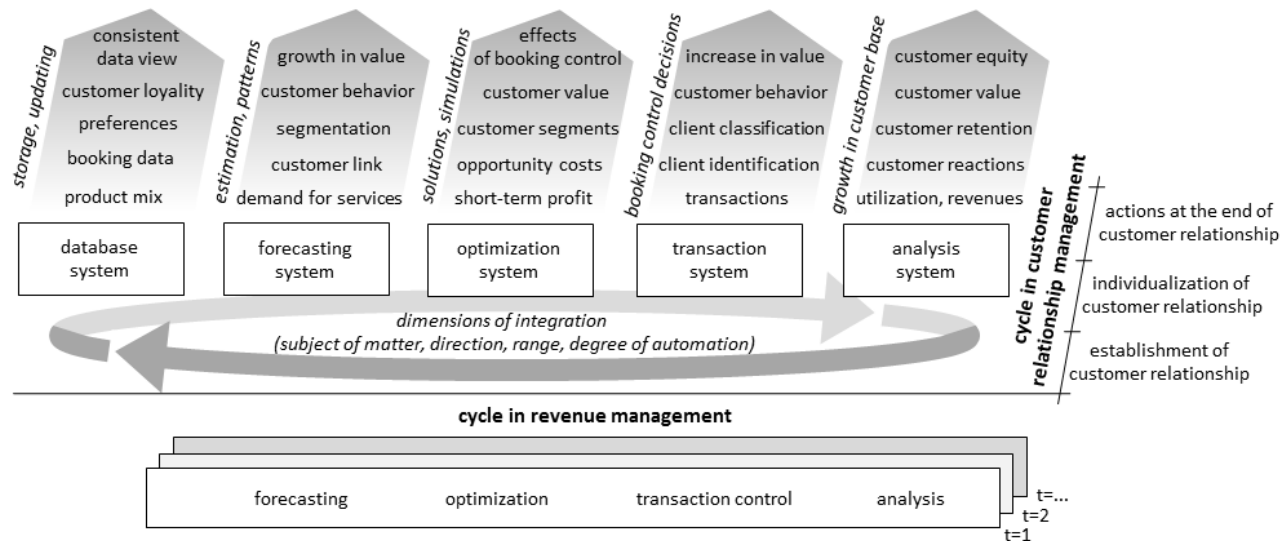 storage, updating
consistent
data view
customer loyality
preferences
booking data
product mix
database
system
estimation, patterns
growth in value
customer behavior
segmentation
customer link
demand for services
forecasting
system
solutions, simulations
effects
of booking control
customer value
customer segments
opportunity costs
short-term profit
optimization
system
booking control decisions
increase in value
customer behavior
client classification
client identification
transactions
transaction
system
growth in customer base
customer equity
customer value
customer retention
customer reactions
utilization, revenues
analysis
system
dimensions of integration
(subject of matter, direction, range, degree of automation)
cycle in customer
relationship management
actions at the end of
customer relationship
individualization of
customer relationship
establishment of
customer relationship
cycle in revenue management
forecasting
optimization
transaction control
analysis
t=...
t=2
t=1